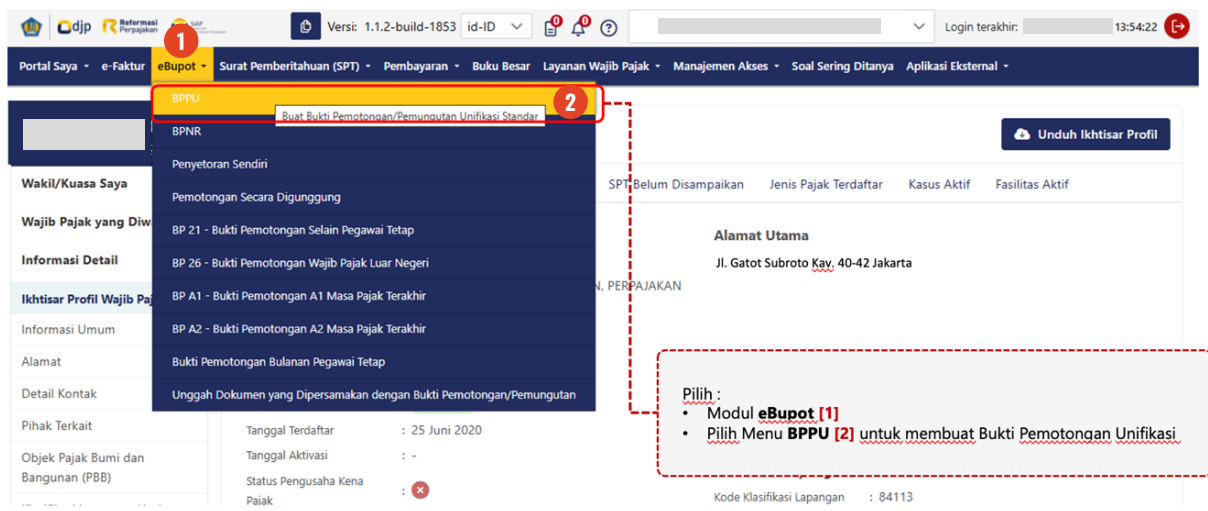 djp Reformasi Perpajakan Versi: 1.1.2-build-1853 id-ID 0 0 Login terakhir: 13:54:22
1
Portal Saya e-Faktur eBupot Surat Pemberitahuan (SPT) Pembayaran Buku Besar Layanan Wajib Pajak Manajemen Akses Soal Sering Ditanya Aplikasi Eksternal
BPPU
2
Buat Bukti Pemotongan/Pemungutan Unifikasi Standar
BPNR
Penyetoran Sendiri
Pemotongan Secara Digunggung
BP 21 - Bukti Pemotongan Selain Pegawai Tetap
BP 26 - Bukti Pemotongan Wajib Pajak Luar Negeri
BP A1 - Bukti Pemotongan A1 Masa Pajak Terakhir
BP A2 - Bukti Pemotongan A2 Masa Pajak Terakhir
Bukti Pemotongan Bulanan Pegawai Tetap
Unggah Dokumen yang Dipersamakan dengan Bukti Pemotongan/Pemungutan
Unduh Ikhtisar Profil
Wakil/Kuasa Saya
Wajib Pajak yang Diw
Informasi Detail
Ikhtisar Profil Wajib Paj
Informasi Umum
Alamat
Detail Kontak
Pihak Terkait
Objek Pajak Bumi dan
Bangunan (PBB)
SPT Belum Disampaikan Jenis Pajak Terdaftar Kasus Aktif Fasilitas Aktif
Alamat Utama
Jl. Gatot Subroto Kav. 40-42 Jakarta
N, PERPAJAKAN
Tanggal Terdaftar : 25 Juni 2020
Tanggal Aktivasi : -
Status Pengusaha Kena
Pajak :
Pilih :
• Modul eBupot [1]
• Pilih Menu BPPU [2] untuk membuat Bukti Pemotongan Unifikasi
Kode Klasifikasi Lapangan : 84113